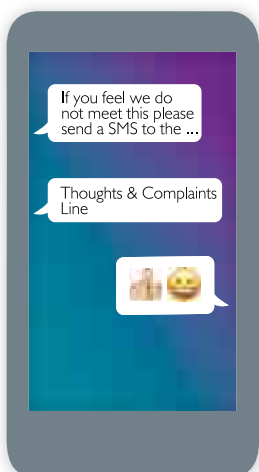 If you feel we do
not meet this please
send a SMS to the ...
Thoughts & Complaints
Line